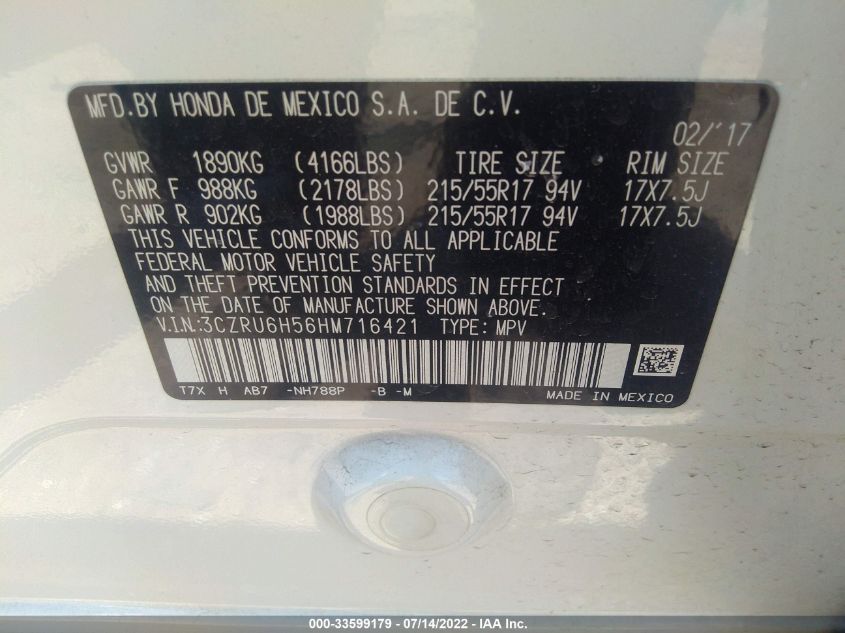 MFD.BY HONDA DE MEXICO S.A. DE C.V.
02/'17
GVWR 1890KG (4166LBS) TIRE SIZE RIM SIZE
GAWR F 988KG (2178LBS) 215/55R17 94V 17X7.5J
GAWR R 902KG (1988LBS) 215/55R17 94V 17X7.5J
THIS VEHICLE CONFORMS TO ALL APPLICABLE
FEDERAL MOTOR VEHICLE SAFETY
AND THEFT PREVENTION STANDARDS IN EFFECT
ON THE DATE OF MANUFACTURE SHOWN ABOVE.
V.I.N:3CZRU6H56HM716421 TYPE: MPV
T7X H AB7 -NH788P -B -M
MADE IN MEXICO
000-33599179 - 07/14/2022 - IAA Inc.